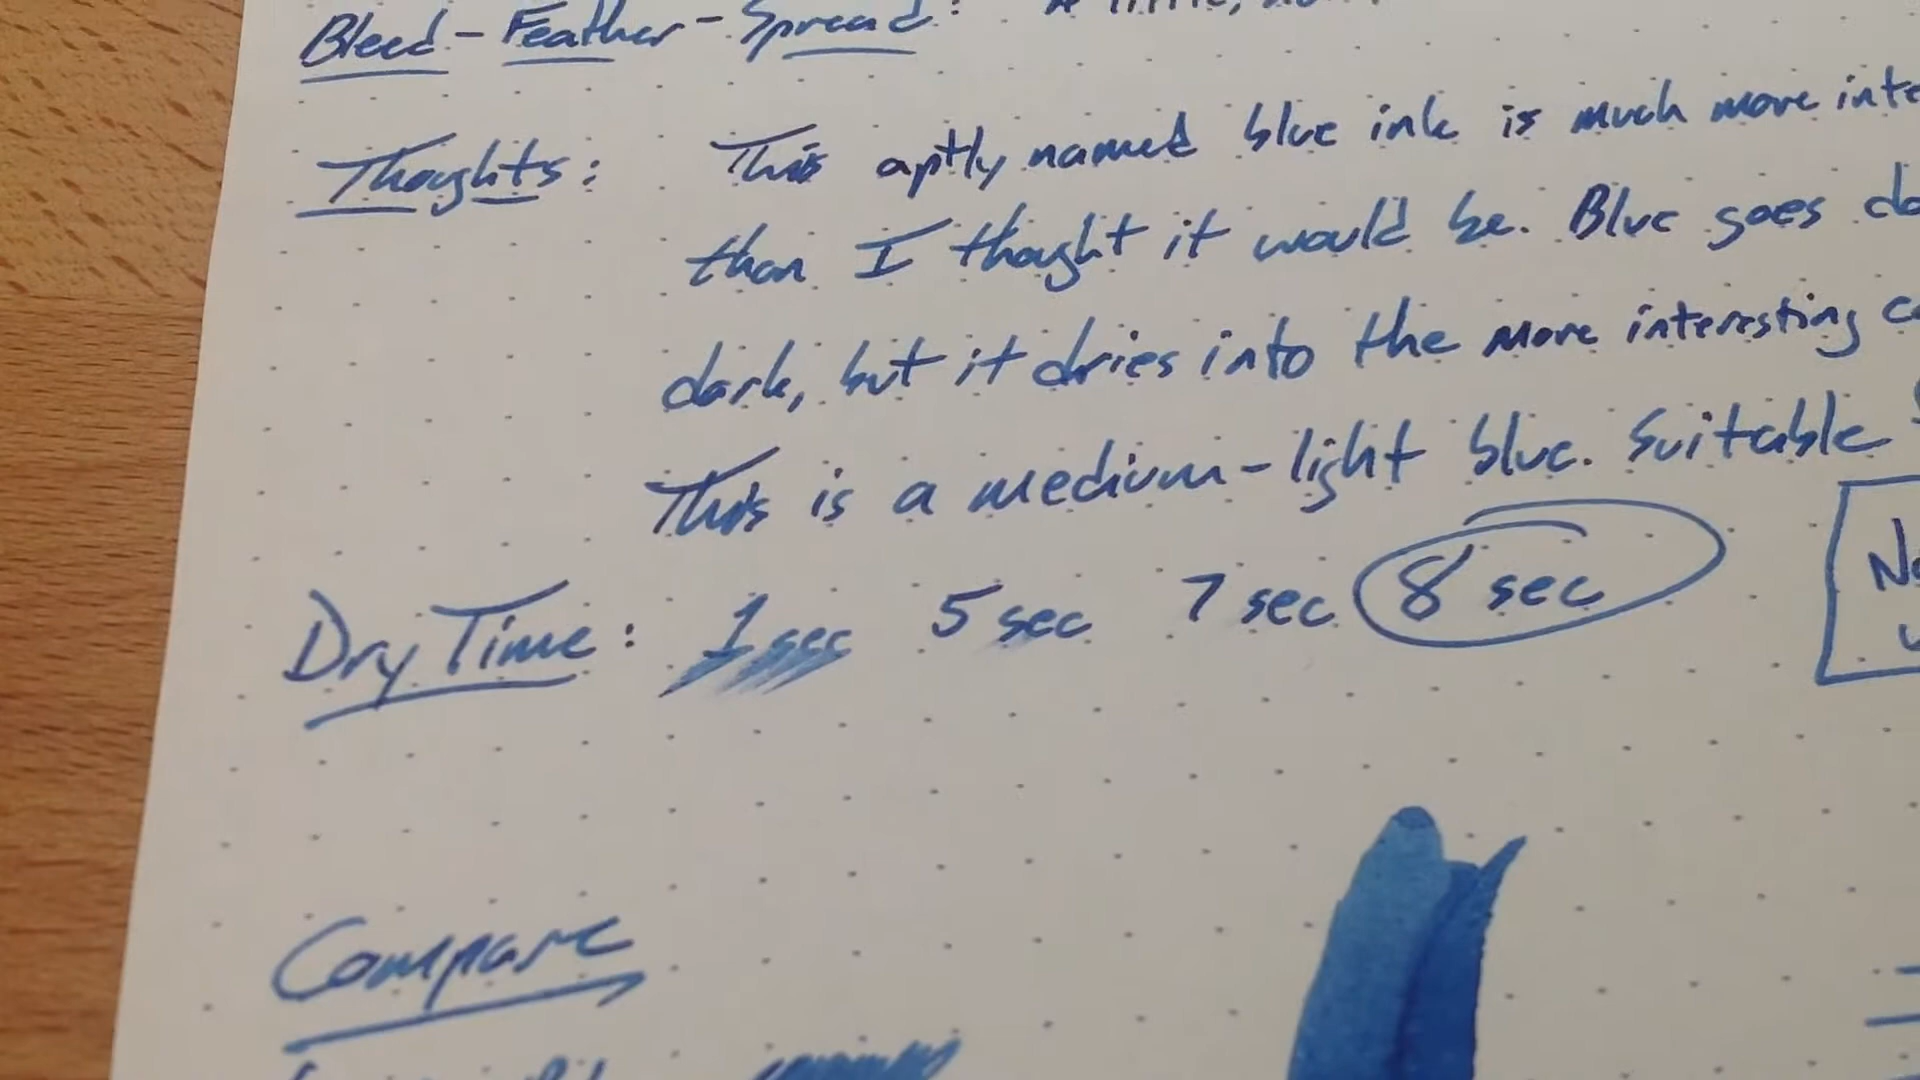 Bleed - Feather - Spread: A little,
Thoughts: This aptly named blue ink is much more
than I thought it would be. Blue goes
dark, but it dries into the more interesting
This is a medium-light blue. Suitable
Dry Time: 1 sec 5 sec 7 sec 8 sec
Compare